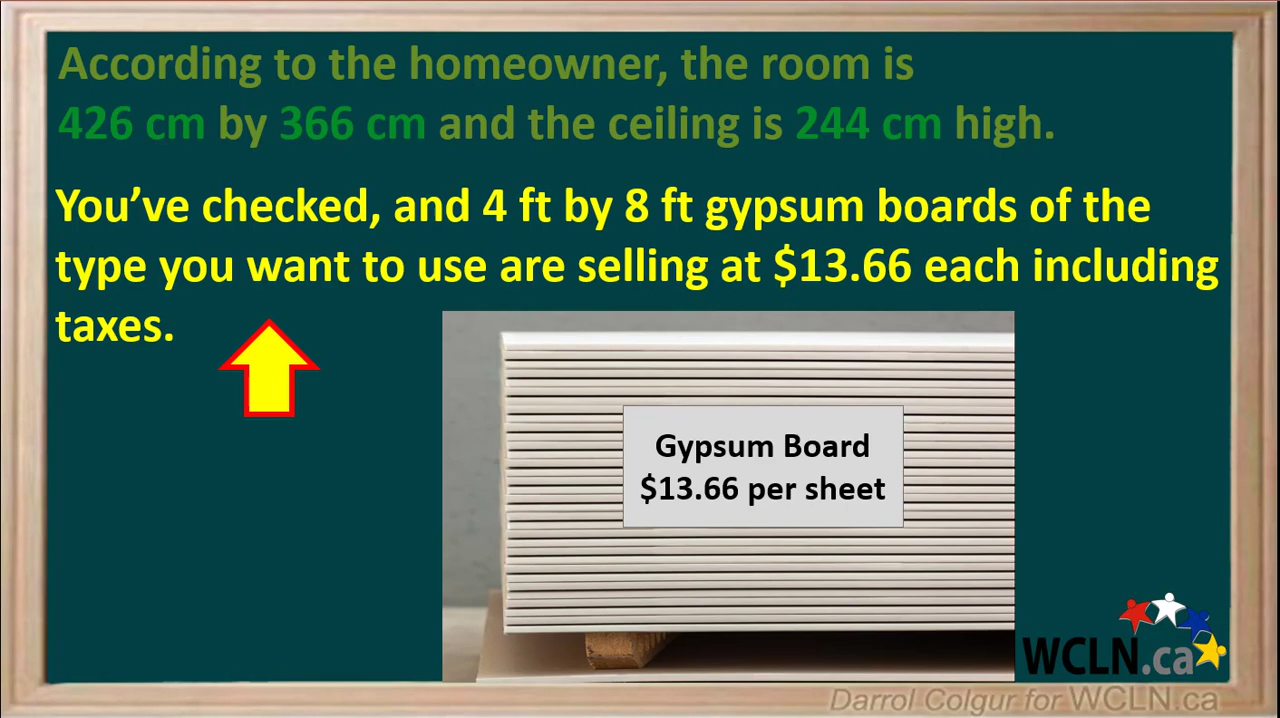 According to the homeowner, the room is
426 cm by 366 cm and the ceiling is 244 cm high.
You’ve checked, and 4 ft by 8 ft gypsum boards of the
type you want to use are selling at $13.66 each including
taxes.
Gypsum Board
$13.66 per sheet
WCLN.ca
Darrol Colgur for WCLN.ca